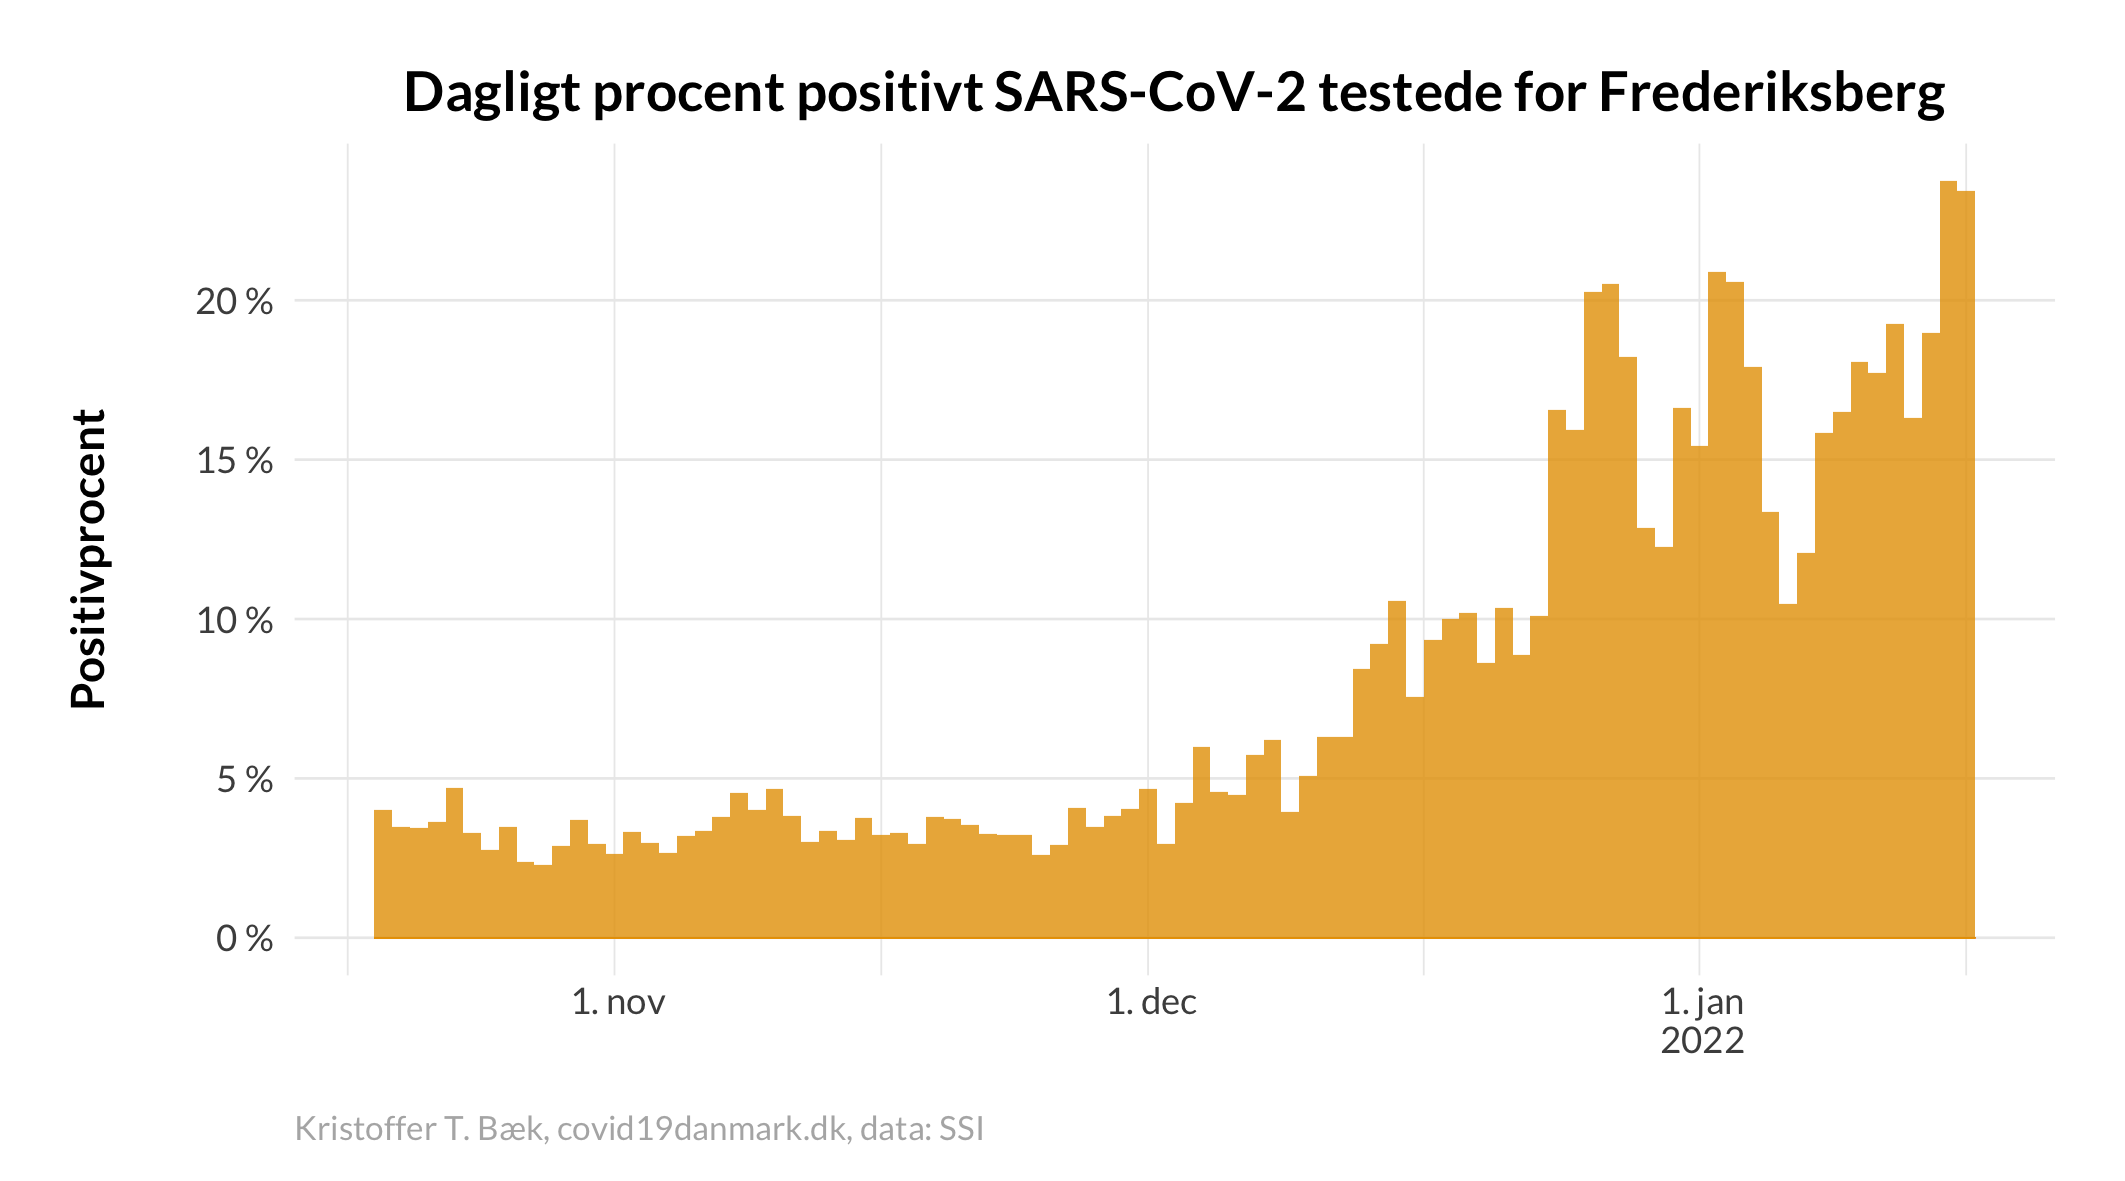 Dagligt procent positivt SARS-CoV-2 testede for Frederiksberg
Positivprocent
20 %
15 %
10 %
5 %
0 %
1. nov
1. dec
1. jan
2022
Kristoffer T. Bæk, covid19danmark.dk, data: SSI